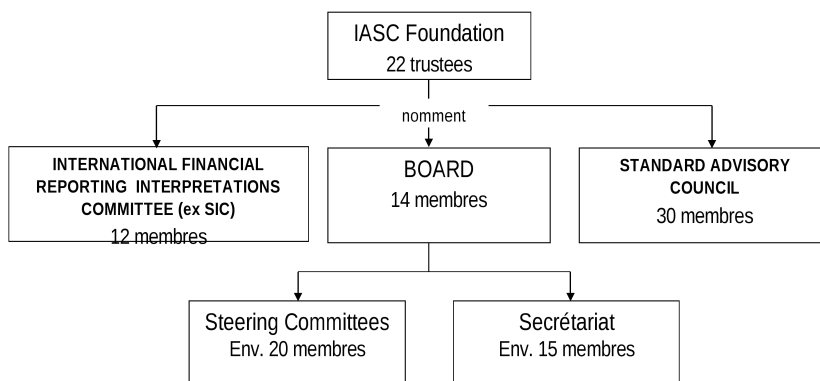 IASC Foundation
22 trustees
nomment
INTERNATIONAL FINANCIAL
REPORTING INTERPRETATIONS
COMMITTEE (ex SIC)
12 membres
BOARD
14 membres
STANDARD ADVISORY
COUNCIL
30 membres
Steering Committees
Env. 20 membres
Secrétariat
Env. 15 membres